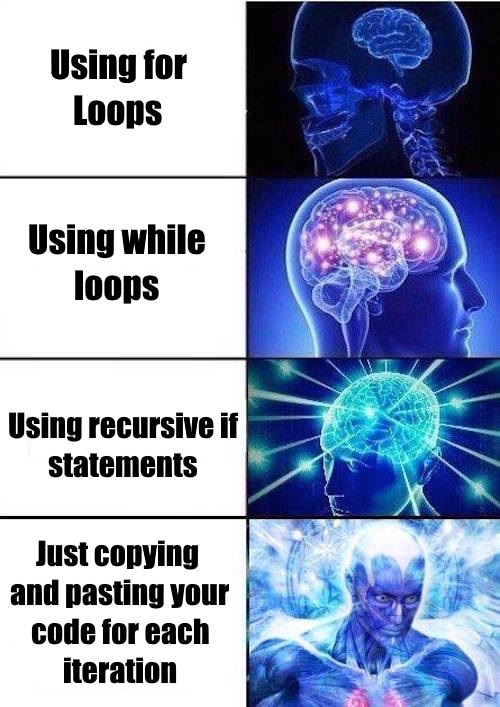 Using for
Loops
Using while
loops
Using recursive if
statements
Just copying
and pasting your
code for each
iteration